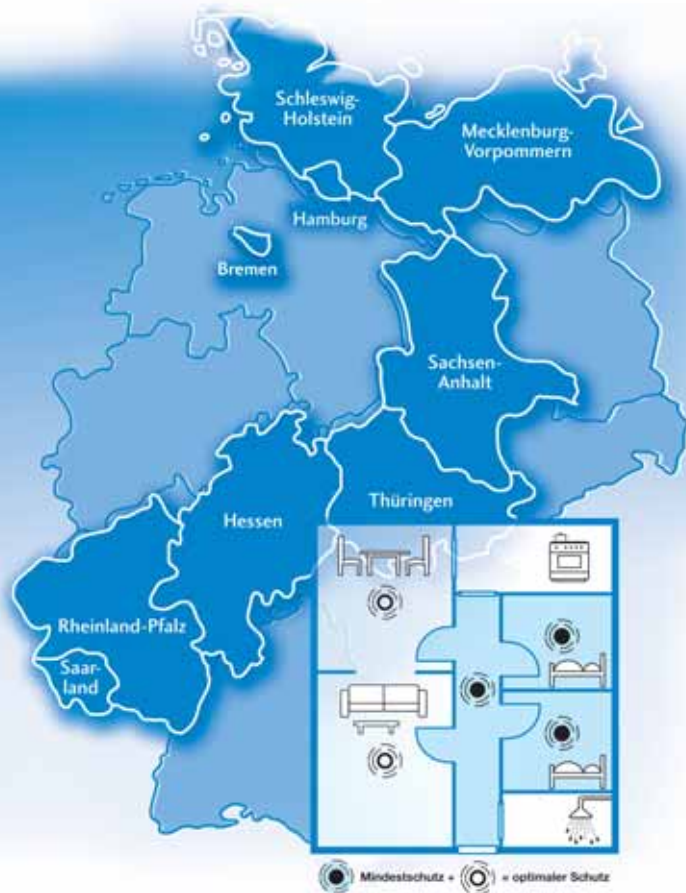 Schleswig-
Holstein
Mecklenburg-
Vorpommern
Hamburg
Bremen
Sachsen-
Anhalt
Thüringen
Hessen
Rheinland-Pfalz
Saar-
land
Mindestschutz + = optimaler Schutz